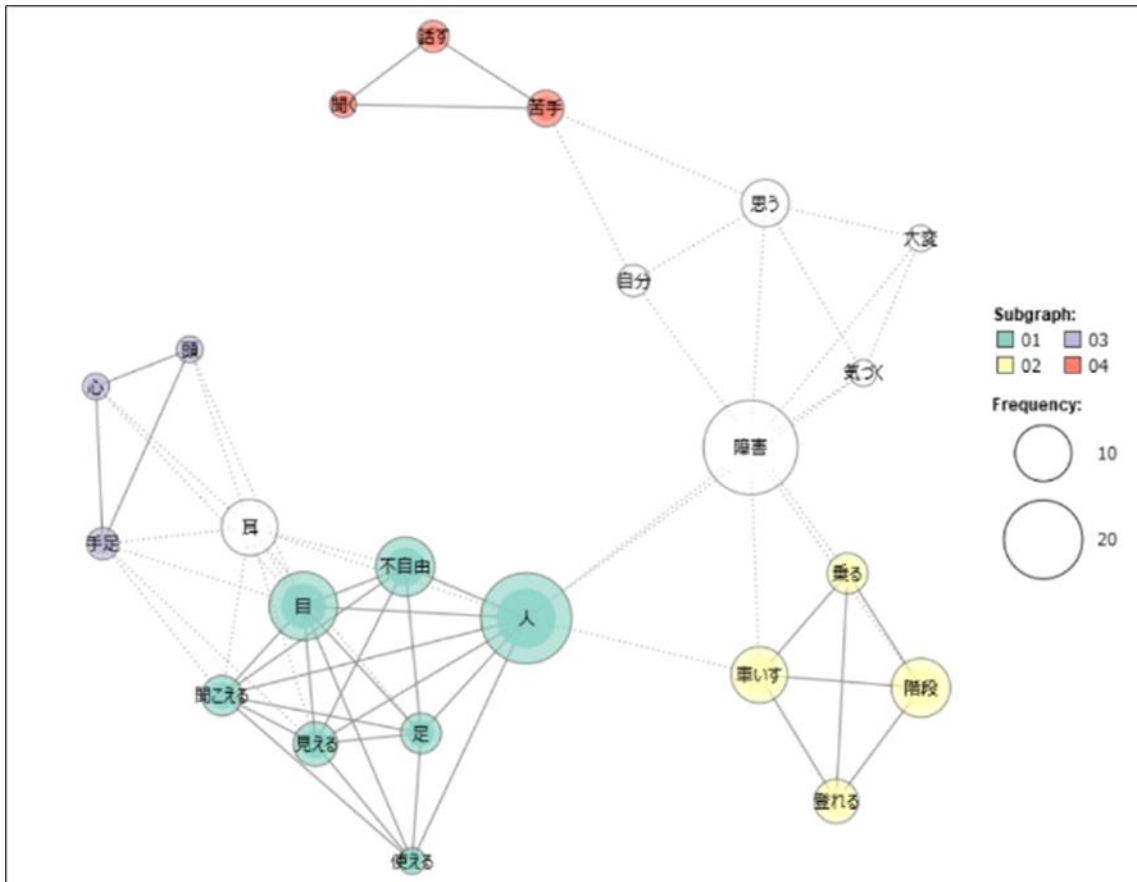 話す
聞く
苦手
思う
大変
自分
気づく
頭
心
障害
耳
手足
不自由
乗る
目
人
車いす
階段
聞こえる
見える
足
登れる
使える
Subgraph:
01 03
02 04
Frequency:
10
20